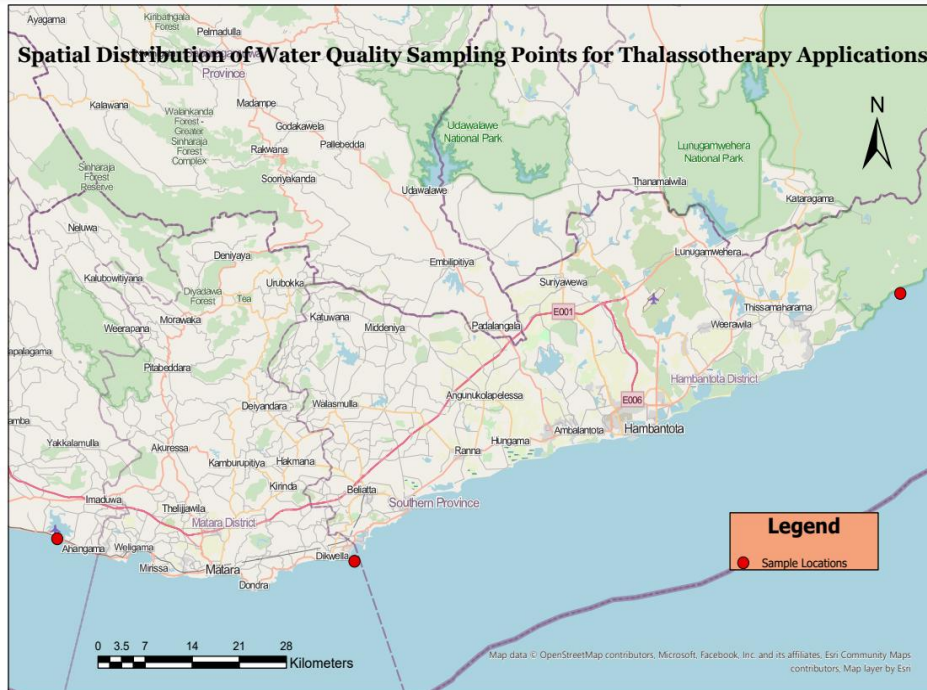 Ayagama
Kiribathgala
Forest
Pelmadulla
Spatial Distribution of Water Quality Sampling Points for Thalassotherapy Applications
Province
Kalawana
Madampe
Walankanda
Forest -
Greater
Sinharaja
Forest
Complex
Godakawela
Pallebedda
Rakwana
Sooriyakanda
Udawalawe
National Park
Lunugamwehera
National Park
N
Sinharaja
Forest
Reserve
Udawalawe
Thanamalwila
Kataragama
Neluwa
Deniyaya
Lunugamwehera
Kalubowitiyana
Urubokka
Embilipitiya
Suriyawewa
Diyadawa
Forest
Tea
Thissamaharama
Morawaka
Weerapana
Katuwana
Middeniya
Padalangala
E001
Weerawila
apalagama
Pitabeddara
Hambantota District
Deiyandara
Walasmulla
Angunukolapelessa
E006
amba
Ambalantota
Hambantota
Yakkalamulla
Akuressa
Hungama
Ranna
Kamburupitiya
Hakmana
Kirinda
Beliatta
Imaduwa
Thelijjawila
Southern Province
Matara District
Ahangama
Weligama
Dikwella
Mirissa
Matara
Dondra
Legend
Sample Locations
0 3.5 7 14 21 28
Kilometers
Map data © OpenStreetMap contributors, Microsoft, Facebook, Inc. and its affiliates, Esri Community Maps
contributors, Map layer by Esri